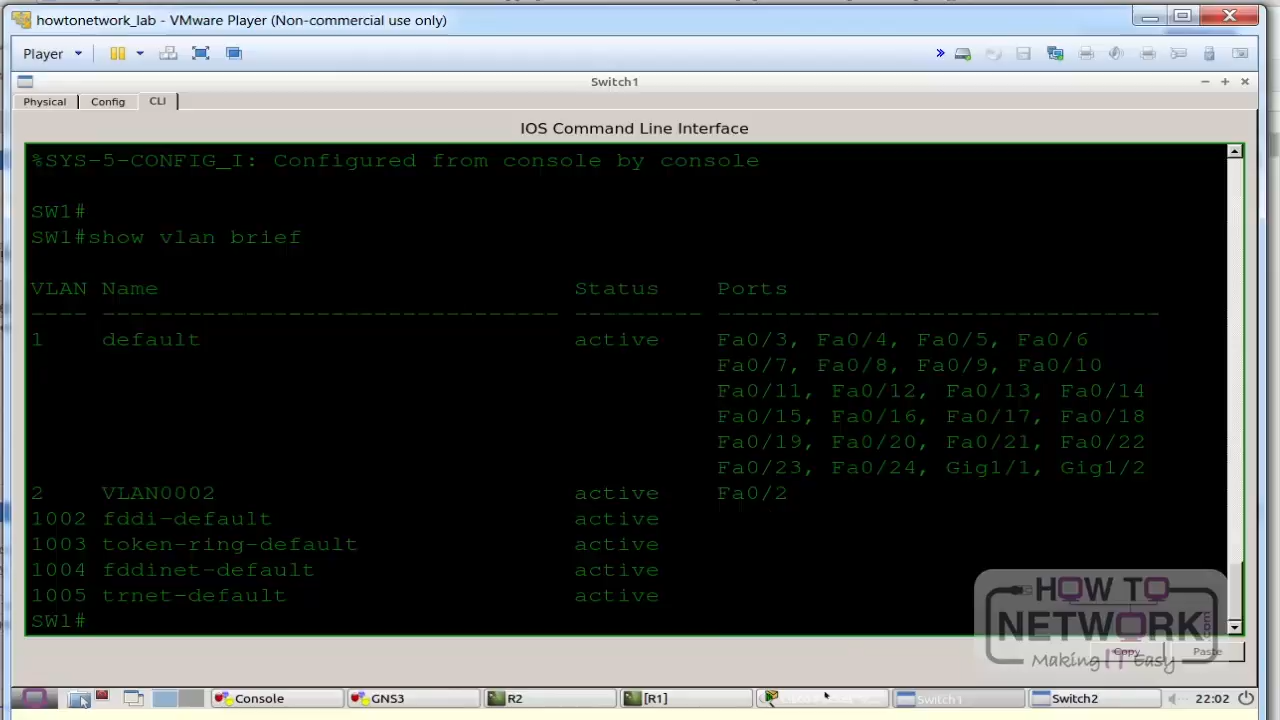 howtonetwork_lab - VMware Player (Non-commercial use only)
Player
Switch1
Physical Config CLI
IOS Command Line Interface
%SYS-5-CONFIG_I: Configured from console by console
SW1#
SW1#show vlan brief
VLAN Name Status Ports
---- -------------------------------- --------- -------------------------------
1 default active Fa0/3, Fa0/4, Fa0/5, Fa0/6
Fa0/7, Fa0/8, Fa0/9, Fa0/10
Fa0/11, Fa0/12, Fa0/13, Fa0/14
Fa0/15, Fa0/16, Fa0/17, Fa0/18
Fa0/19, Fa0/20, Fa0/21, Fa0/22
Fa0/23, Fa0/24, Gig1/1, Gig1/2
2 VLAN0002 active Fa0/2
1002 fddi-default active
1003 token-ring-default active
1004 fddinet-default active
1005 trnet-default active
SW1#
HOW TO
NETWORK.com
Making IT Easy
Copy Paste
Console GNS3 R2 [R1] Switch1 Switch2 22:02